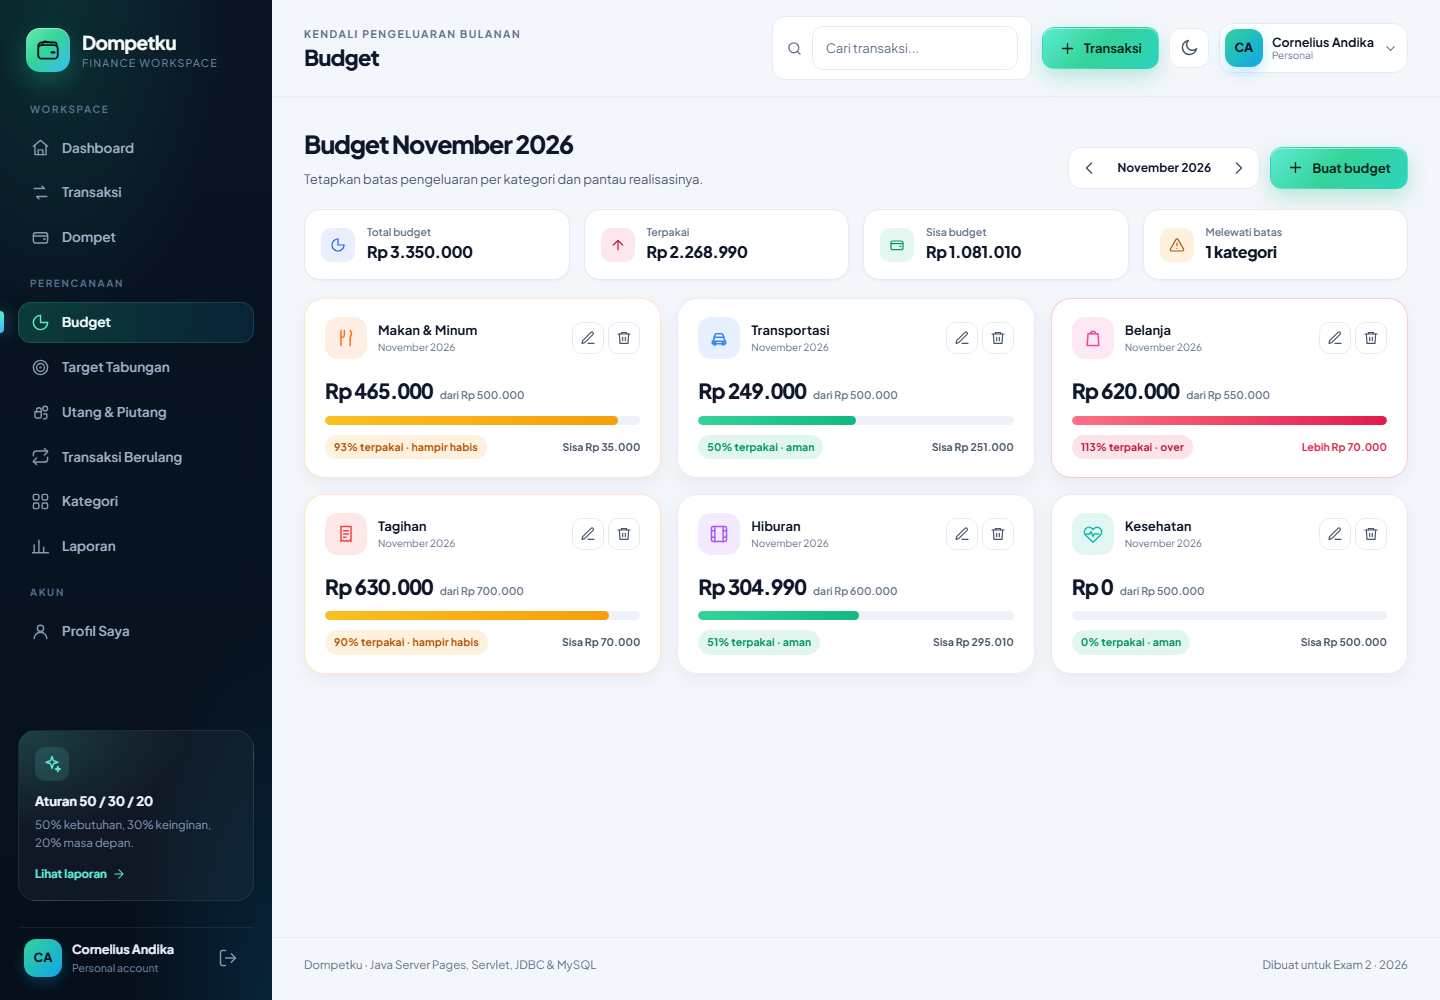 Dompetku
FINANCE WORKSPACE
WORKSPACE
Dashboard
Transaksi
Dompet
PERENCANAAN
Budget
Target Tabungan
Utang & Piutang
Transaksi Berulang
Kategori
Laporan
AKUN
Profil Saya
Aturan 50 / 30 / 20
50% kebutuhan, 30% keinginan,
20% masa depan.
Lihat laporan
CA
Cornelius Andika
Personal account
KENDALI PENGELUARAN BULANAN
Budget
Cari transaksi...
Transaksi
CA
Cornelius Andika
Personal
Budget November 2026
Tetapkan batas pengeluaran per kategori dan pantau realisasinya.
November 2026
Buat budget
Total budget
Rp 3.350.000
Terpakai
Rp 2.268.990
Sisa budget
Rp 1.081.010
Melewati batas
1 kategori
Makan & Minum
November 2026
Rp 465.000 dari Rp 500.000
93% terpakai · hampir habis
Sisa Rp 35.000
Transportasi
November 2026
Rp 249.000 dari Rp 500.000
50% terpakai · aman
Sisa Rp 251.000
Belanja
November 2026
Rp 620.000 dari Rp 550.000
113% terpakai · over
Lebih Rp 70.000
Tagihan
November 2026
Rp 630.000 dari Rp 700.000
90% terpakai · hampir habis
Sisa Rp 70.000
Hiburan
November 2026
Rp 304.990 dari Rp 600.000
51% terpakai · aman
Sisa Rp 295.010
Kesehatan
November 2026
Rp 0 dari Rp 500.000
0% terpakai · aman
Sisa Rp 500.000
Dompetku · Java Server Pages, Servlet, JDBC & MySQL
Dibuat untuk Exam 2 · 2026